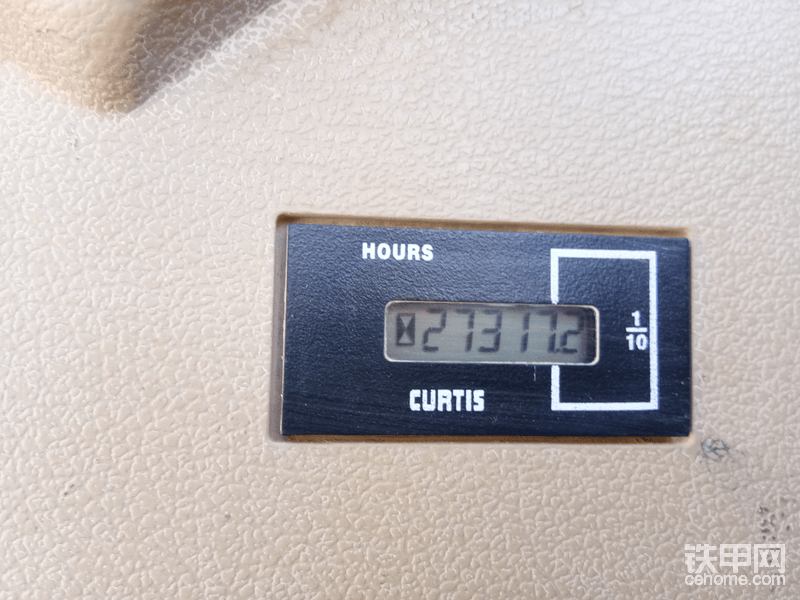 HOURS
27317.2
1
10
CURTIS
铁甲网
cehome.com